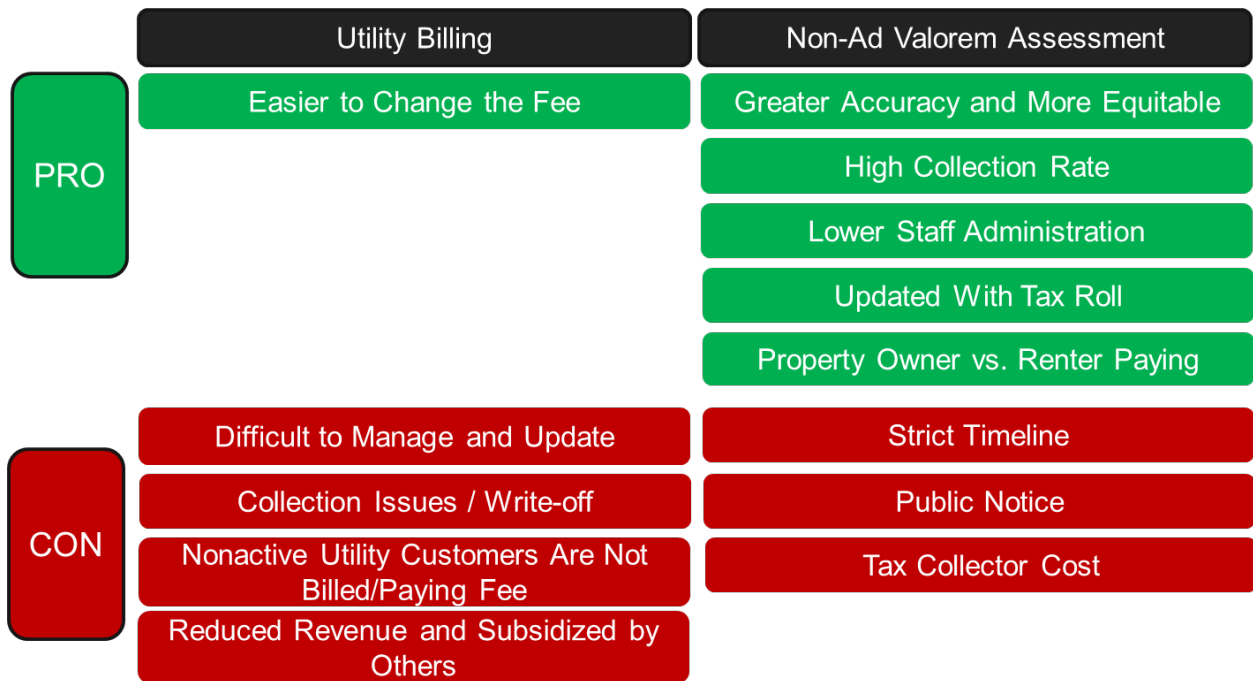 Utility Billing
Non-Ad Valorem Assessment
PRO
Easier to Change the Fee
Greater Accuracy and More Equitable
High Collection Rate
Lower Staff Administration
Updated With Tax Roll
Property Owner vs. Renter Paying
CON
Difficult to Manage and Update
Collection Issues / Write-off
Nonactive Utility Customers Are Not
Billed/Paying Fee
Reduced Revenue and Subsidized by
Others
Strict Timeline
Public Notice
Tax Collector Cost